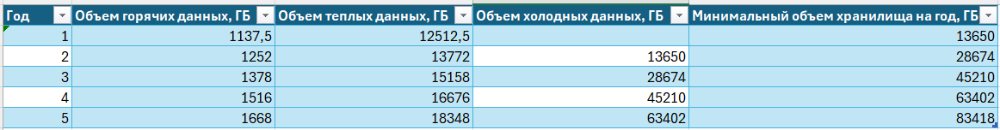 Год Объем горячих данных, ГБ Объем теплых данных, ГБ Объем холодных данных, ГБ Минимальный объем хранилища на год, ГБ
1 1137,5 12512,5 13650
2 1252 13772 13650 28674
3 1378 15158 28674 45210
4 1516 16676 45210 63402
5 1668 18348 63402 83418